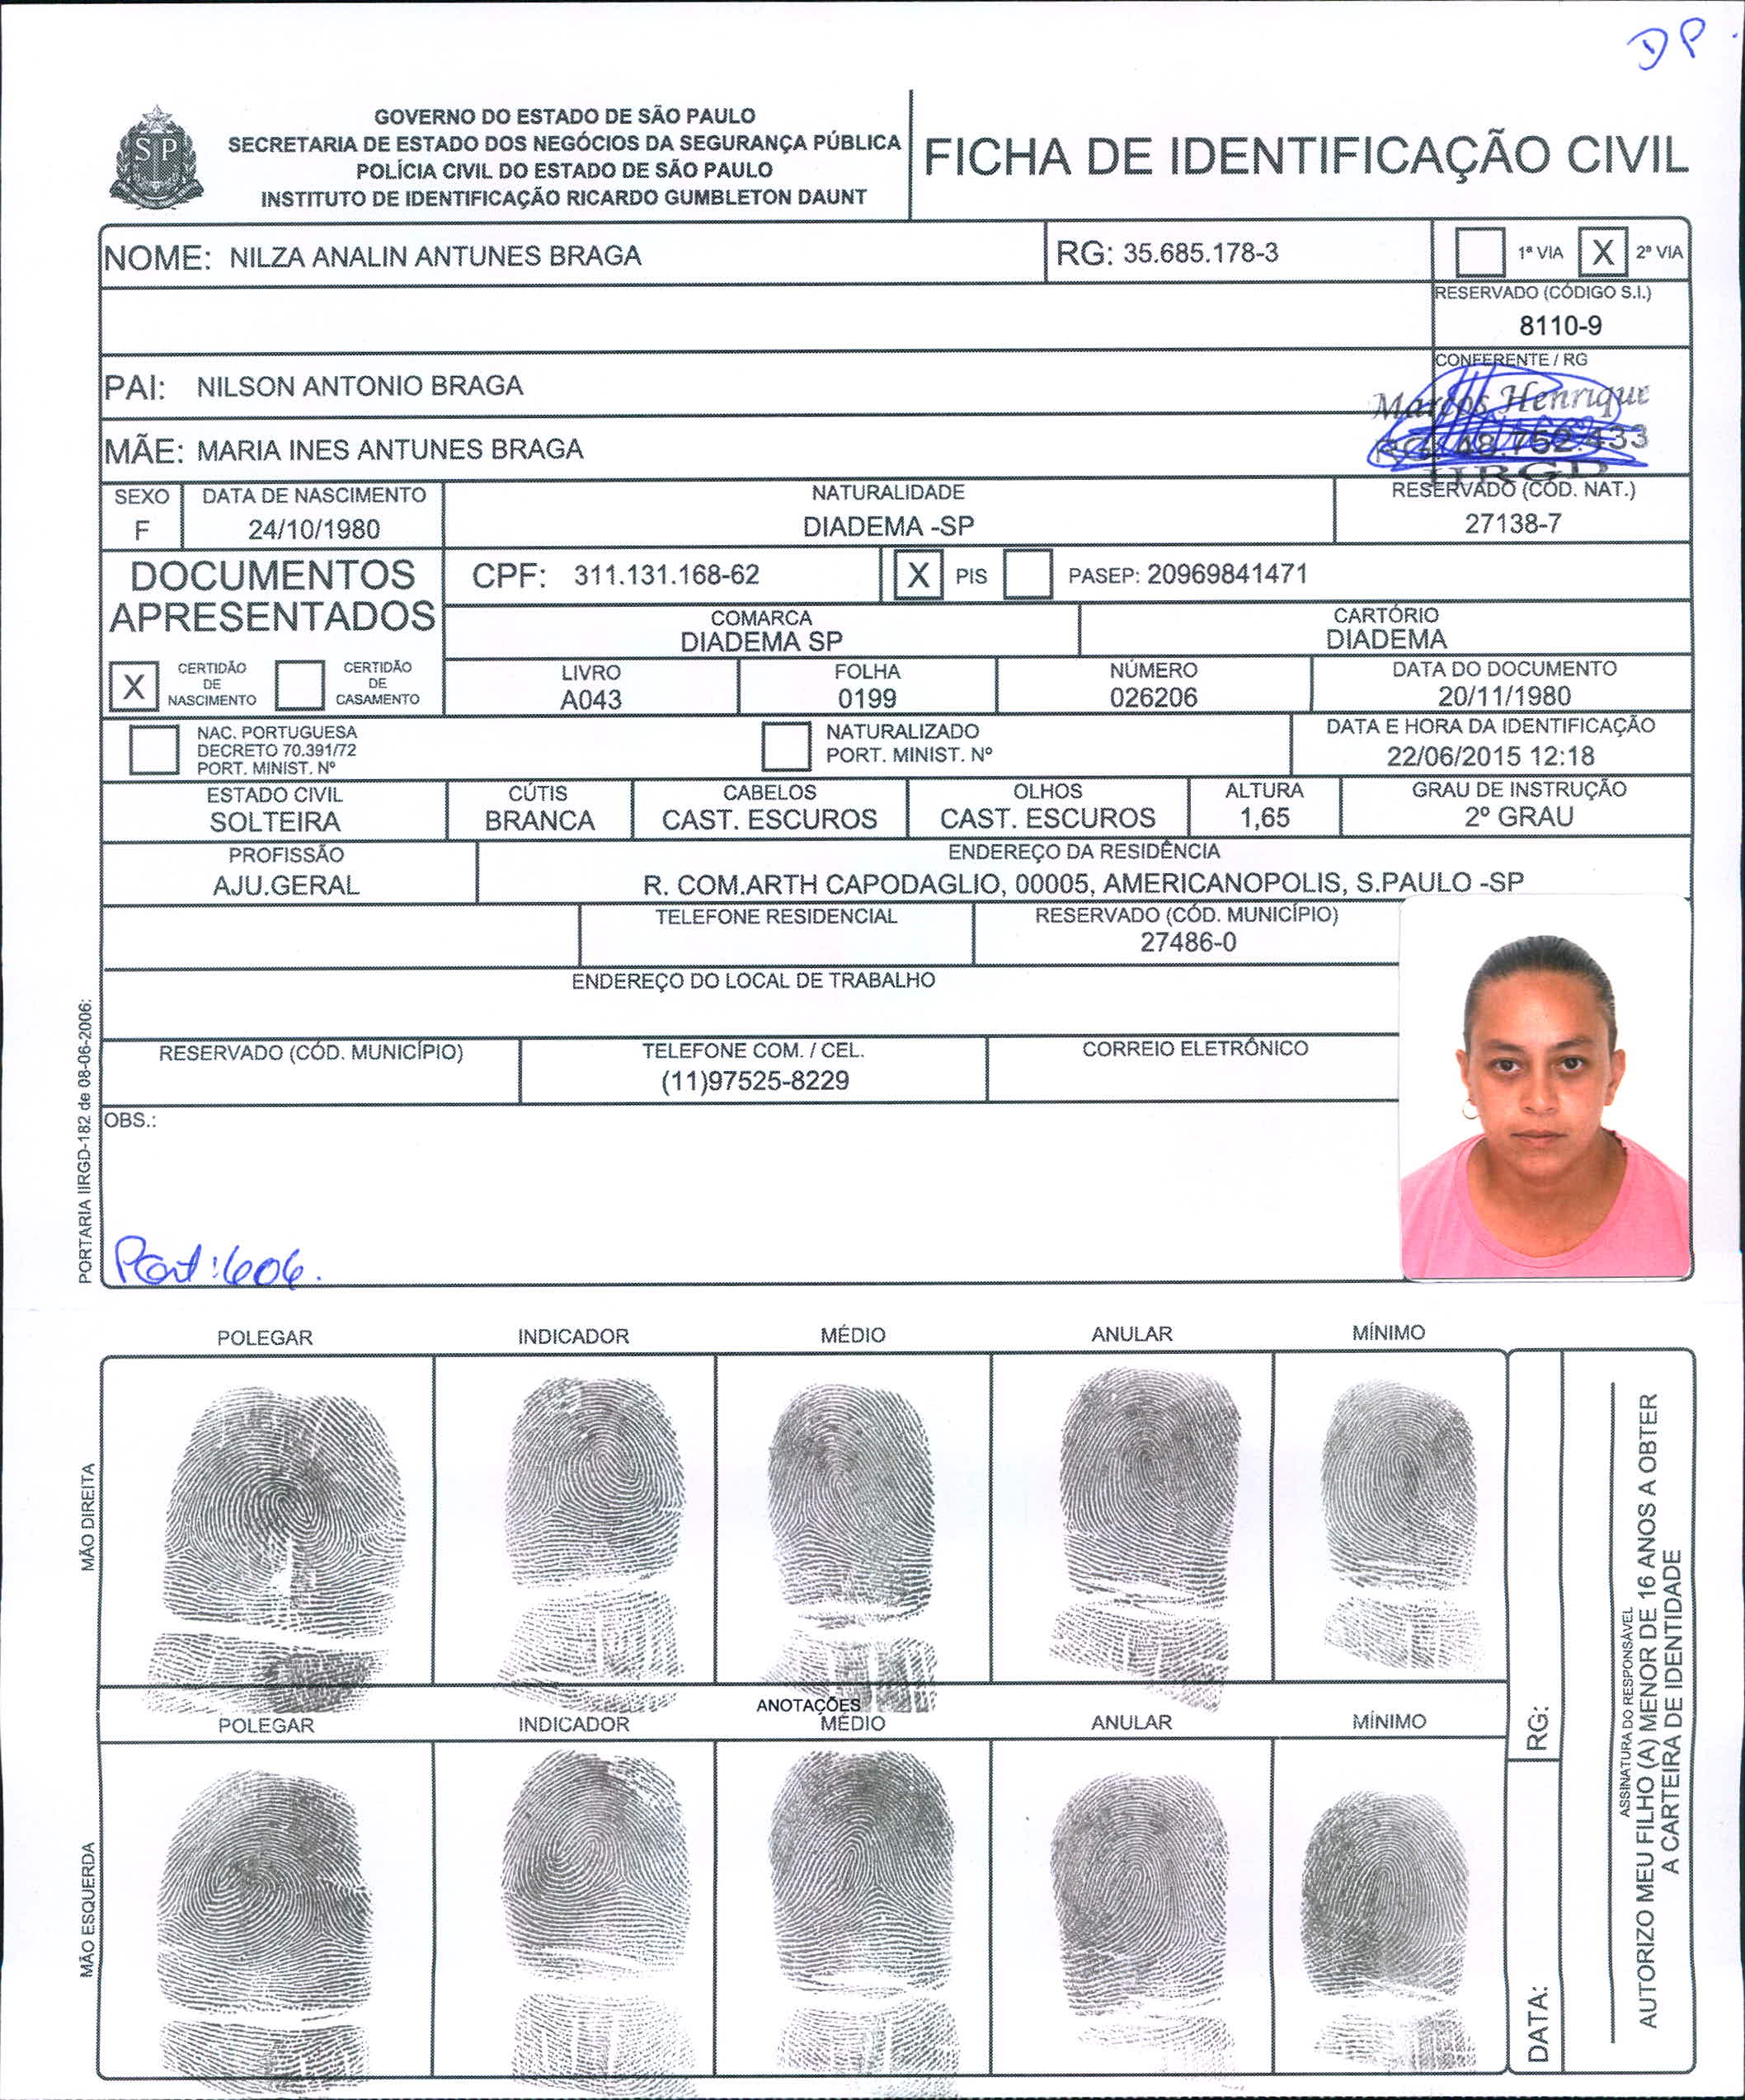 DP.
GOVERNO DO ESTADO DE SÃO PAULO
SECRETARIA DE ESTADO DOS NEGÓCIOS DA SEGURANÇA PÚBLICA
POLÍCIA CIVIL DO ESTADO DE SÃO PAULO
INSTITUTO DE IDENTIFICAÇÃO RICARDO GUMBLETON DAUNT
FICHA DE IDENTIFICAÇÃO CIVIL
SP
NOME: NILZA ANALIN ANTUNES BRAGA
RG: 35.685.178-3
1ª VIA X 2ª VIA
RESERVADO (CÓDIGO S.I.)
8110-9
PAI: NILSON ANTONIO BRAGA
CONFERENTE / RG
Marcos Henrique
RG: 48.752.433
IIRGD
MÃE: MARIA INES ANTUNES BRAGA
SEXO
F
DATA DE NASCIMENTO
24/10/1980
NATURALIDADE
DIADEMA -SP
RESERVADO (CÓD. NAT.)
27138-7
DOCUMENTOS
APRESENTADOS
CPF: 311.131.168-62
X PIS
PASEP: 20969841471
COMARCA
DIADEMA SP
CARTÓRIO
DIADEMA
X CERTIDÃO
DE
NASCIMENTO
CERTIDÃO
DE
CASAMENTO
LIVRO
A043
FOLHA
0199
NÚMERO
026206
DATA DO DOCUMENTO
20/11/1980
NAC. PORTUGUESA
DECRETO 70.391/72
PORT. MINIST. Nº
NATURALIZADO
PORT. MINIST. Nº
DATA E HORA DA IDENTIFICAÇÃO
22/06/2015 12:18
ESTADO CIVIL
SOLTEIRA
CÚTIS
BRANCA
CABELOS
CAST. ESCUROS
OLHOS
CAST. ESCUROS
ALTURA
1,65
GRAU DE INSTRUÇÃO
2º GRAU
PROFISSÃO
AJU.GERAL
ENDEREÇO DA RESIDÊNCIA
R. COM.ARTH CAPODAGLIO, 00005, AMERICANOPOLIS, S.PAULO -SP
TELEFONE RESIDENCIAL
RESERVADO (CÓD. MUNICÍPIO)
27486-0
ENDEREÇO DO LOCAL DE TRABALHO
RESERVADO (CÓD. MUNICÍPIO)
TELEFONE COM. / CEL.
(11)97525-8229
CORREIO ELETRÔNICO
OBS.:
Port:606.
PORTARIA IIRGD-182 de 08-06-2006:
POLEGAR INDICADOR MÉDIO ANULAR MÍNIMO
MÃO DIREITA
ANOTAÇÕES
POLEGAR INDICADOR MÉDIO ANULAR MÍNIMO
MÃO ESQUERDA
RG:
DATA:
ASSINATURA DO RESPONSÁVEL
AUTORIZO MEU FILHO (A) MENOR DE 16 ANOS A OBTER
A CARTEIRA DE IDENTIDADE